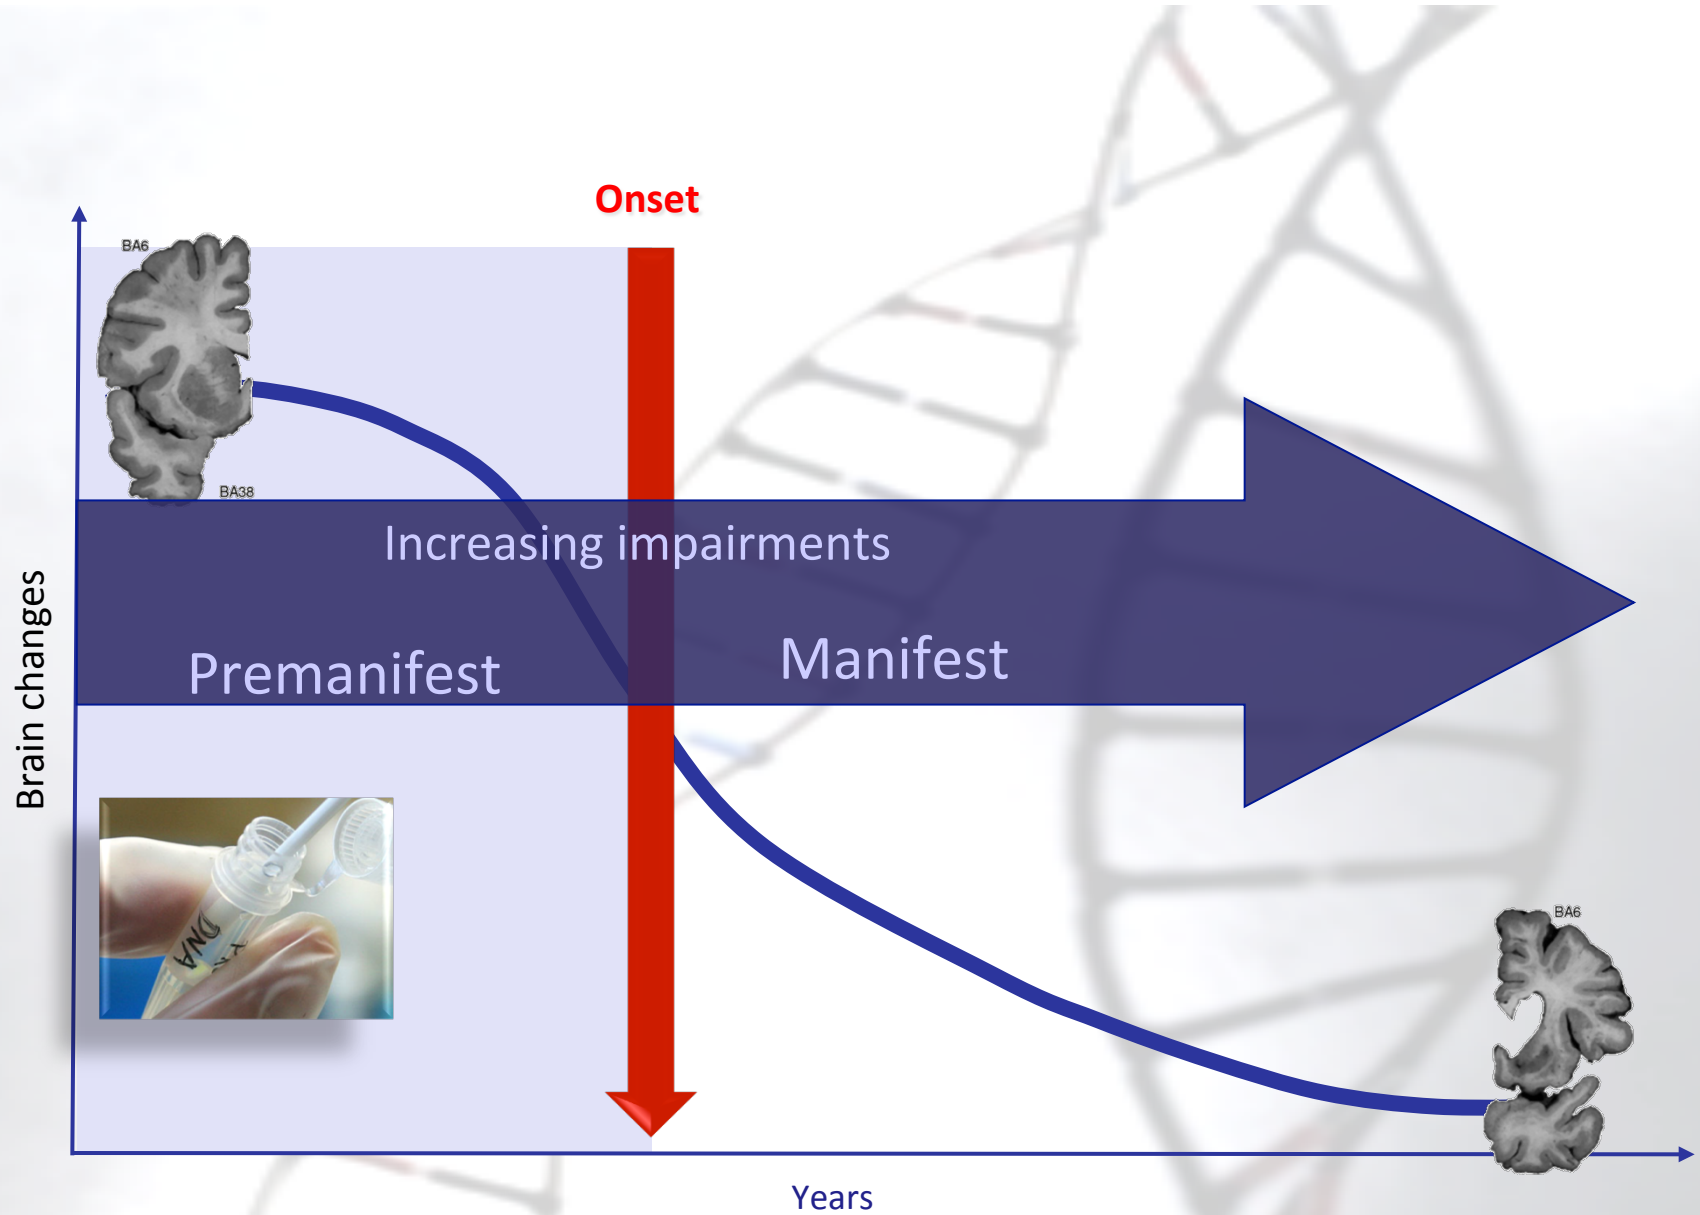 Onset
BA6
BA38
Increasing impairments
Premanifest
Manifest
Brain changes
DNA
BA6
Years